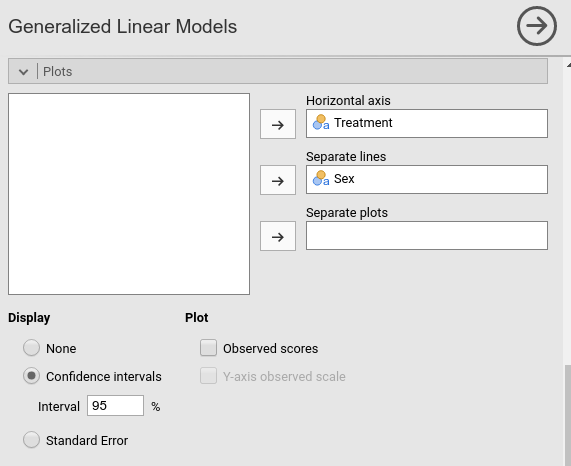 Generalized Linear Models
Plots
Horizontal axis
Treatment
Separate lines
Sex
Separate plots
Display
Plot
None
Observed scores
Confidence intervals
Y-axis observed scale
Interval 95 %
Standard Error